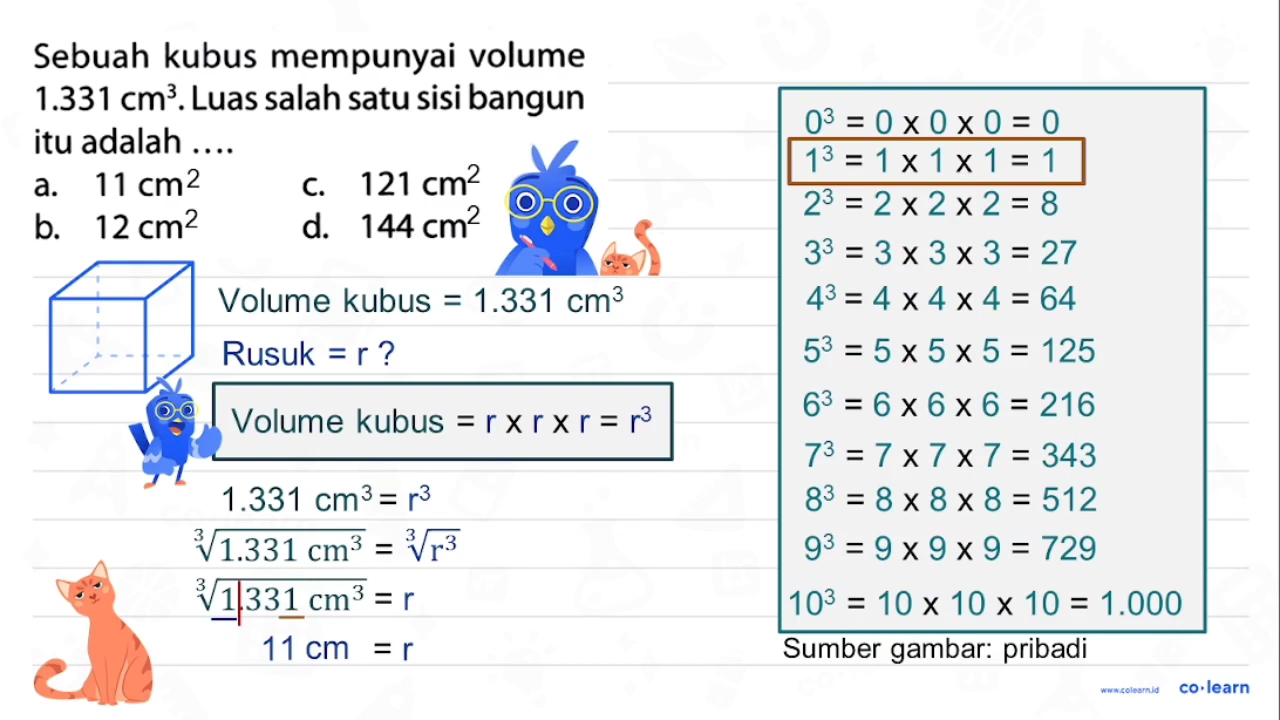 Sebuah kubus mempunyai volume
1.331 cm³. Luas salah satu sisi bangun
itu adalah ....
a. 11 cm² c. 121 cm²
b. 12 cm² d. 144 cm²
Volume kubus = 1.331 cm³
Rusuk = r ?
Volume kubus = r x r x r = r³
1.331 cm³ = r³
∛1.331 cm³ = ∛r³
∛1.331 cm³ = r
11 cm = r
0³ = 0 x 0 x 0 = 0
1³ = 1 x 1 x 1 = 1
2³ = 2 x 2 x 2 = 8
3³ = 3 x 3 x 3 = 27
4³ = 4 x 4 x 4 = 64
5³ = 5 x 5 x 5 = 125
6³ = 6 x 6 x 6 = 216
7³ = 7 x 7 x 7 = 343
8³ = 8 x 8 x 8 = 512
9³ = 9 x 9 x 9 = 729
10³ = 10 x 10 x 10 = 1.000
Sumber gambar: pribadi
www.colearn.id co·learn